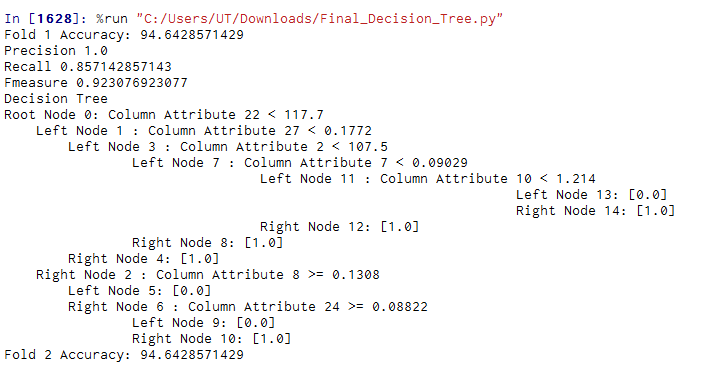 In [1628]: %run "C:/Users/UT/Downloads/Final_Decision_Tree.py"
Fold 1 Accuracy: 94.6428571429
Precision 1.0
Recall 0.857142857143
Fmeasure 0.923076923077
Decision Tree
Root Node 0: Column Attribute 22 < 117.7
Left Node 1 : Column Attribute 27 < 0.1772
Left Node 3 : Column Attribute 2 < 107.5
Left Node 7 : Column Attribute 7 < 0.09029
Left Node 11 : Column Attribute 10 < 1.214
Left Node 13: [0.0]
Right Node 14: [1.0]
Right Node 12: [1.0]
Right Node 8: [1.0]
Right Node 4: [1.0]
Right Node 2 : Column Attribute 8 >= 0.1308
Left Node 5: [0.0]
Right Node 6 : Column Attribute 24 >= 0.08822
Left Node 9: [0.0]
Right Node 10: [1.0]
Fold 2 Accuracy: 94.6428571429